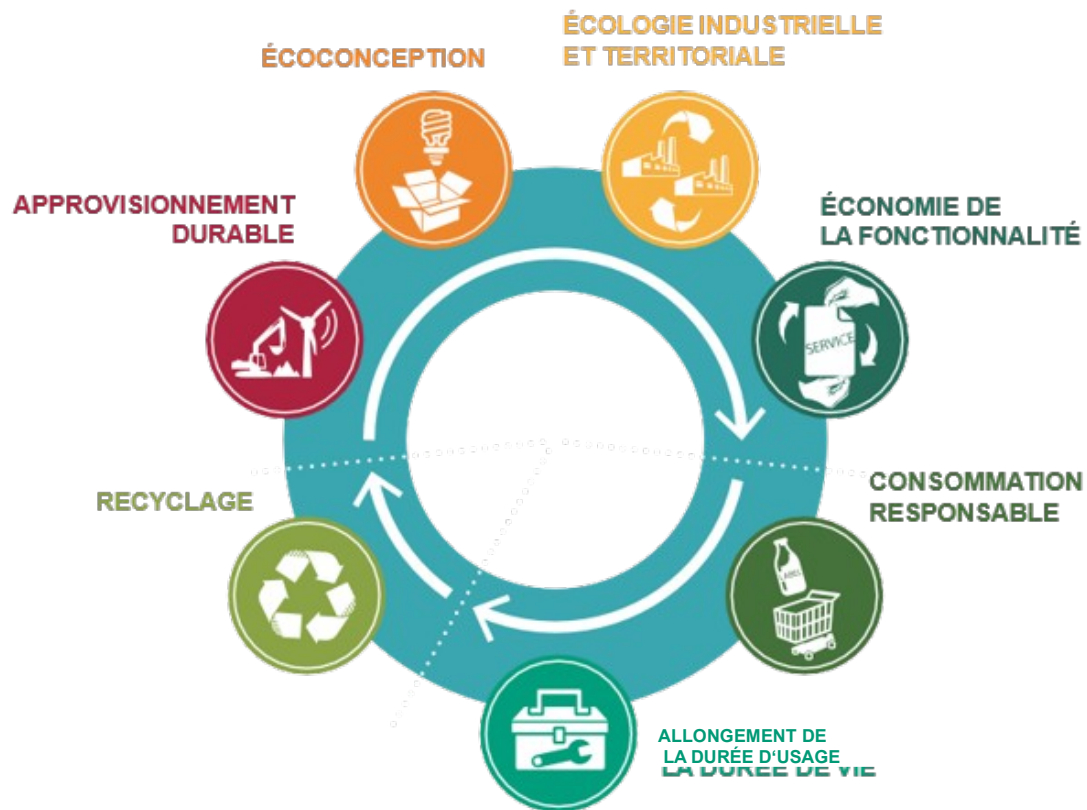 ÉCOLOGIE INDUSTRIELLE
ET TERRITORIALE
ÉCOCONCEPTION
APPROVISIONNEMENT
DURABLE
ÉCONOMIE DE
LA FONCTIONNALITÉ
SERVICE
CONSOMMATION
RESPONSABLE
LABEL
RECYCLAGE
ALLONGEMENT DE
LA DURÉE D'USAGE
LA DURÉE DE VIE